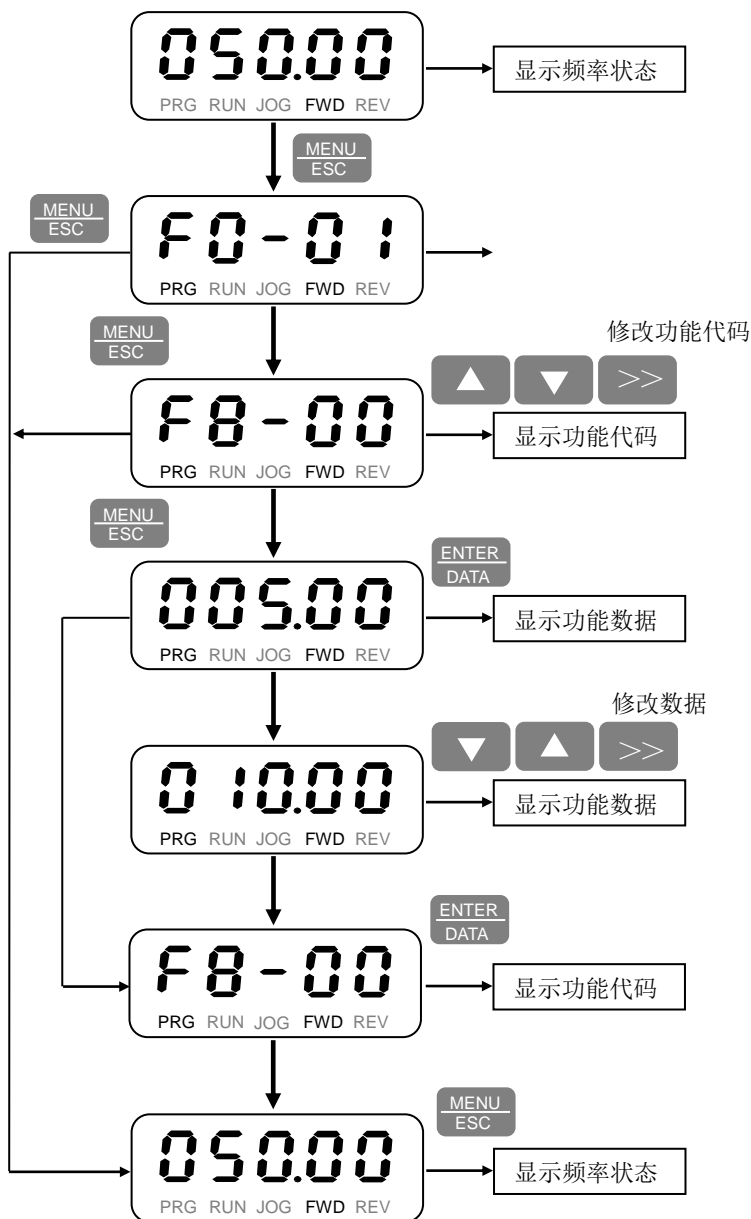 050.00
显示频率状态
PRG RUN JOG FWD REV
MENU
ESC
MENU
ESC
F0-01
PRG RUN JOG FWD REV
MENU
ESC
修改功能代码
>>
F8-00
显示功能代码
PRG RUN JOG FWD REV
MENU
ESC
ENTER
DATA
005.00
显示功能数据
PRG RUN JOG FWD REV
修改数据
>>
010.00
显示功能数据
PRG RUN JOG FWD REV
ENTER
DATA
F8-00
显示功能代码
PRG RUN JOG FWD REV
MENU
ESC
050.00
显示频率状态
PRG RUN JOG FWD REV